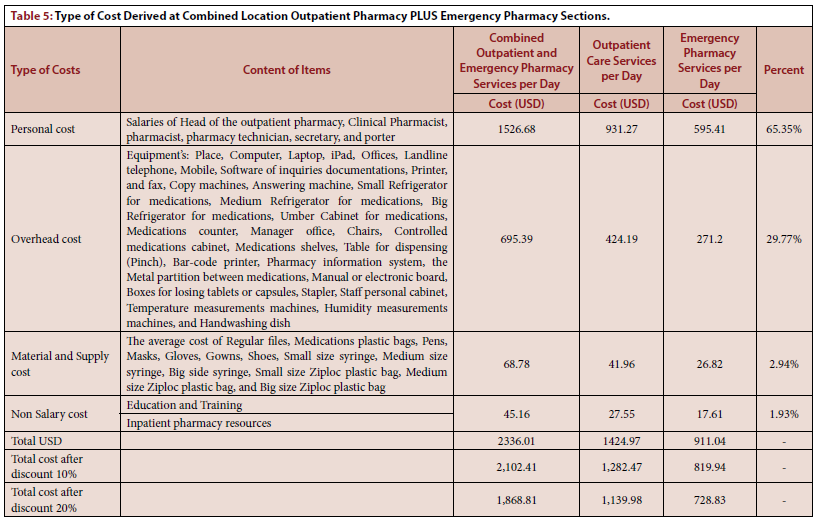 Table 5: Type of Cost Derived at Combined Location Outpatient Pharmacy PLUS Emergency Pharmacy Sections.
Type of Costs
Content of Items
Combined
Outpatient and
Emergency Pharmacy
Services per Day
Outpatient
Care Services
per Day
Emergency
Pharmacy
Services per
Day
Percent
Cost (USD)
Cost (USD)
Cost (USD)
Personal cost
Salaries of Head of the outpatient pharmacy, Clinical Pharmacist,
pharmacist, pharmacy technician, secretary, and porter
1526.68
931.27
595.41
65.35%
Overhead cost
Equipment's: Place, Computer, Laptop, iPad, Offices, Landline
telephone, Mobile, Software of inquiries documentations, Printer,
and fax, Copy machines, Answering machine, Small Refrigerator
for medications, Medium Refrigerator for medications, Big
Refrigerator for medications, Umber Cabinet for medications,
Medications counter, Manager office, Chairs, Controlled
medications cabinet, Medications shelves, Table for dispensing
(Pinch), Bar-code printer, Pharmacy information system, the
Metal partition between medications, Manual or electronic board,
Boxes for losing tablets or capsules, Stapler, Staff personal cabinet,
Temperature measurements machines, Humidity measurements
machines, and Handwashing dish
695.39
424.19
271.2
29.77%
Material and Supply
cost
The average cost of Regular files, Medications plastic bags, Pens,
Masks, Gloves, Gowns, Shoes, Small size syringe, Medium size
syringe, Big side syringe, Small size Ziploc plastic bag, Medium
size Ziploc plastic bag, and Big size Ziploc plastic bag
68.78
41.96
26.82
2.94%
Non Salary cost
Education and Training
Inpatient pharmacy resources
45.16
27.55
17.61
1.93%
Total USD
2336.01
1424.97
911.04
-
Total cost after
discount 10%
2,102.41
1,282.47
819.94
-
Total cost after
discount 20%
1,868.81
1,139.98
728.83
-